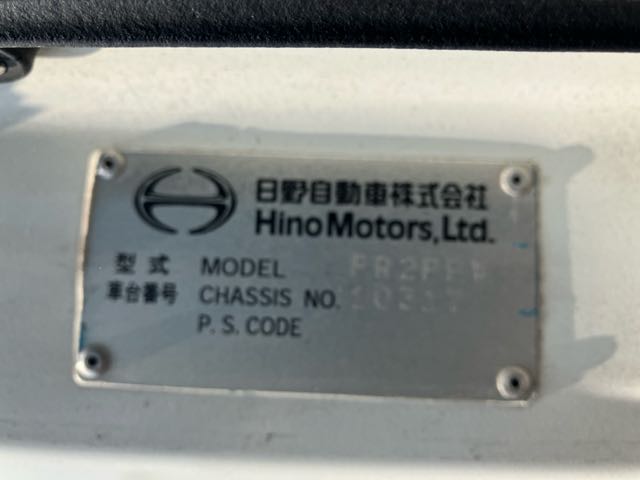 日野自動車株式会社
Hino Motors, Ltd.
型式 MODEL
車台番号 CHASSIS NO. 10317
P.S. CODE